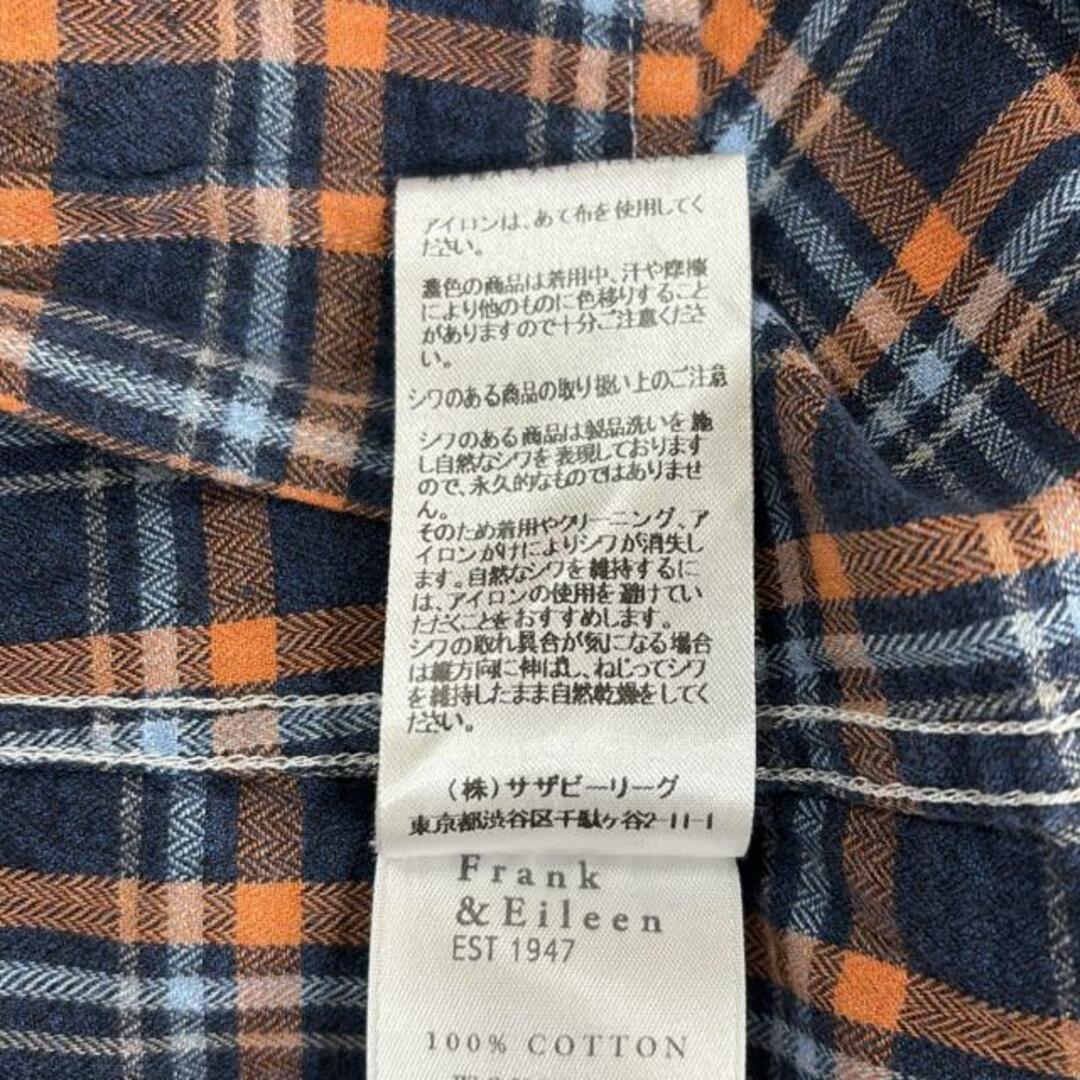 アイロンは、あて布を使用してく
ださい。
濃色の商品は着用中、汗や摩擦
により他のものに色移りすること
がありますので十分ご注意くださ
い。
シワのある商品の取り扱い上のご注意
シワのある商品は製品洗いを施
し自然なシワを表現しております
ので、永久的なものではありませ
ん。
そのため着用やクリーニング、ア
イロンがけによりシワが消失し
ます。自然なシワを維持するに
は、アイロンの使用を避けてい
ただくことをおすすめします。
シワの取れ具合が気になる場合
は縦方向に伸ばし、ねじってシワ
を維持したまま自然乾燥をしてく
ださい。
(株)サザビーリーグ
東京都渋谷区千駄ヶ谷2-11-1
Frank
&Eileen
EST 1947
100% COTTON